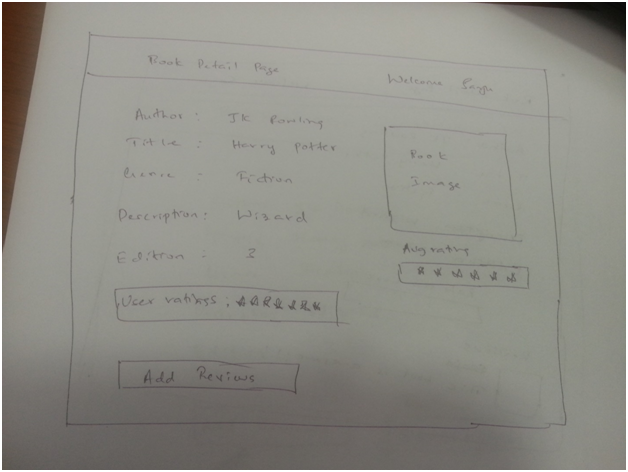 Book Detail Page
Welcome
Author : JK Rowling
Title : Harry Potter
Genre : Fiction
Description : Wizard
Edition : 3
User ratings :
Add Reviews
Book
Image
Avg rating